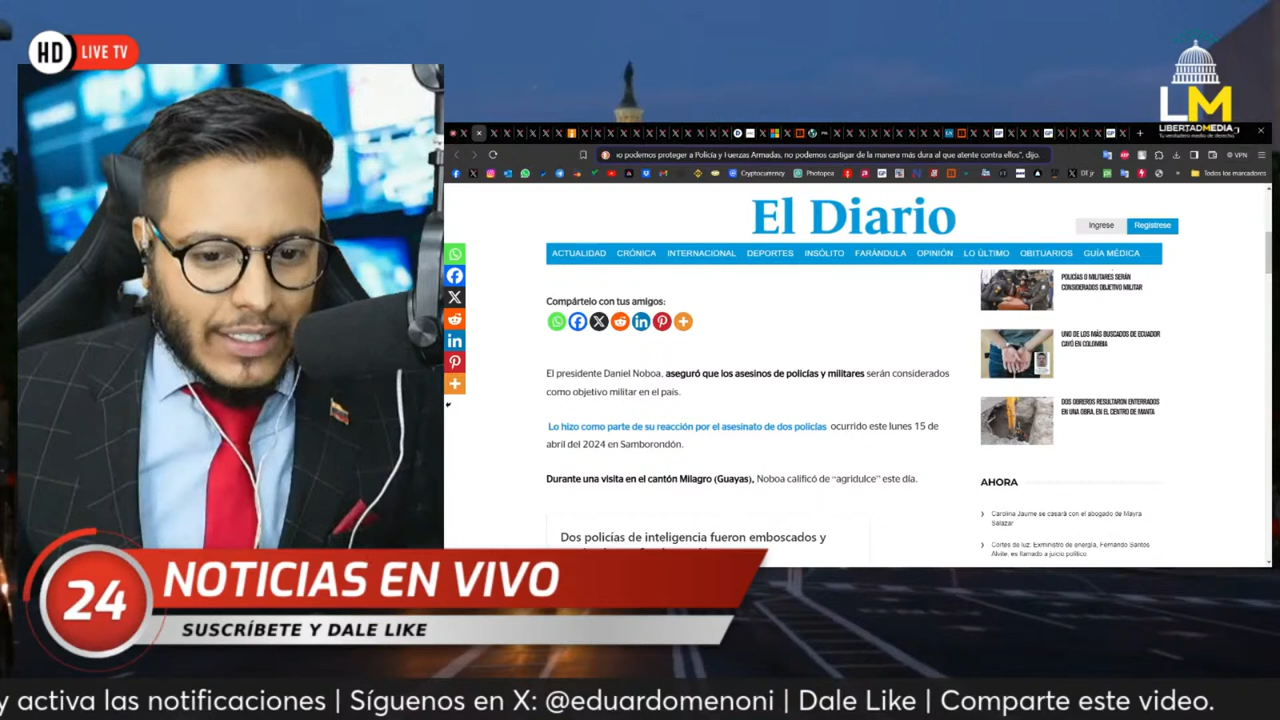 HD LIVE TV
LM
LIBERTADMEDIA
Tu verdadero medio de derecha
no podemos proteger a Policía y Fuerzas Armadas, no podemos castigar de la manera más dura al que atente contra ellos", dijo.
VPN
Cryptocurrency
Photopea
Todos los marcadores
El Diario
Ingrese
Regístrese
ACTUALIDAD CRÓNICA INTERNACIONAL DEPORTES INSÓLITO FARÁNDULA OPINIÓN LO ÚLTIMO OBITUARIOS GUÍA MÉDICA
Compártelo con tus amigos:
El presidente Daniel Noboa, aseguró que los asesinos de policías y militares serán considerados
como objetivo militar en el país.
Lo hizo como parte de su reacción por el asesinato de dos policías ocurrido este lunes 15 de
abril del 2024 en Samborondón.
Durante una visita en el cantón Milagro (Guayas), Noboa calificó de "agridulce" este día.
Dos policías de inteligencia fueron emboscados y
POLICÍAS O MILITARES SERÁN
CONSIDERADOS OBJETIVO MILITAR
UNO DE LOS MÁS BUSCADOS DE ECUADOR
CAYÓ EN COLOMBIA
DOS OBREROS RESULTARON ENTERRADOS
EN UNA OBRA, EN EL CENTRO DE MANTA
AHORA
Carolina Jaume se casará con el abogado de Mayra
Salazar
Cortes de luz: Exministro de energía, Fernando Santos
Alvite, es llamado a juicio político.
24
NOTICIAS EN VIVO
SUSCRÍBETE Y DALE LIKE
y activa las notificaciones | Síguenos en X: @eduardomenoni | Dale Like | Comparte este video.